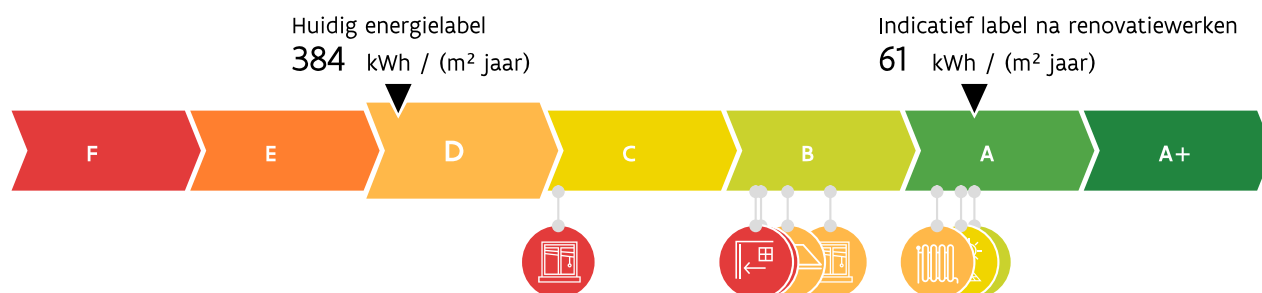 Huidig energielabel
384 kWh / (m² jaar)
Indicatief label na renovatiewerken
61 kWh / (m² jaar)
F E D C B A A+